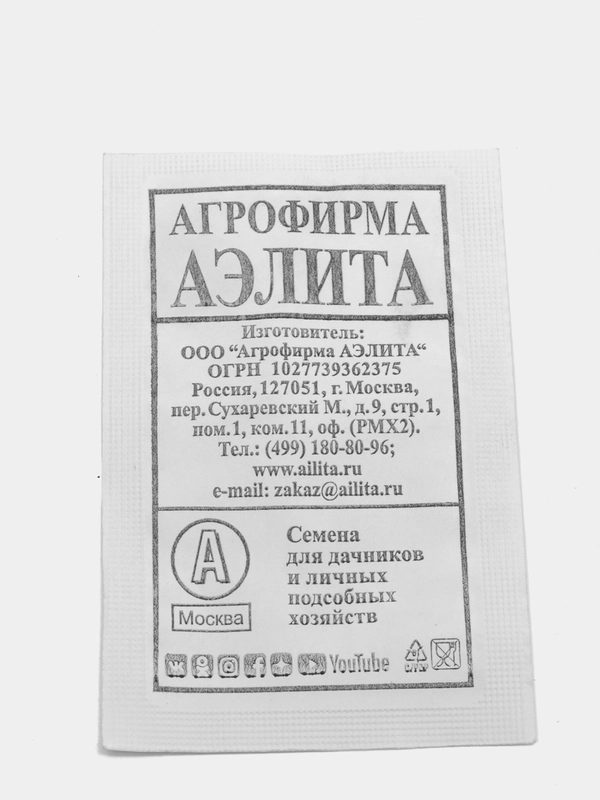 АГРОФИРМА
АЭЛИТА
Изготовитель:
ООО “Агрофирма АЭЛИТА“
ОГРН 1027739362375
Россия, 127051, г. Москва,
пер. Сухаревский М., д. 9, стр. 1,
пом. 1, ком. 11, оф. (РМХ2).
Тел.: (499) 180-80-96;
www.ailita.ru
e-mail: zakaz@ailita.ru
А
Москва
Семена
для дачников
и личных
подсобных
хозяйств
YouTube